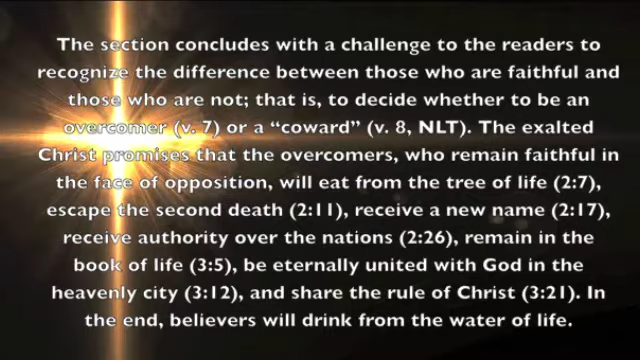 The section concludes with a challenge to the readers to
recognize the difference between those who are faithful and
those who are not; that is, to decide whether to be an
overcomer (v. 7) or a “coward” (v. 8, NLT). The exalted
Christ promises that the overcomers, who remain faithful in
the face of opposition, will eat from the tree of life (2:7),
escape the second death (2:11), receive a new name (2:17),
receive authority over the nations (2:26), remain in the
book of life (3:5), be eternally united with God in the
heavenly city (3:12), and share the rule of Christ (3:21). In
the end, believers will drink from the water of life.